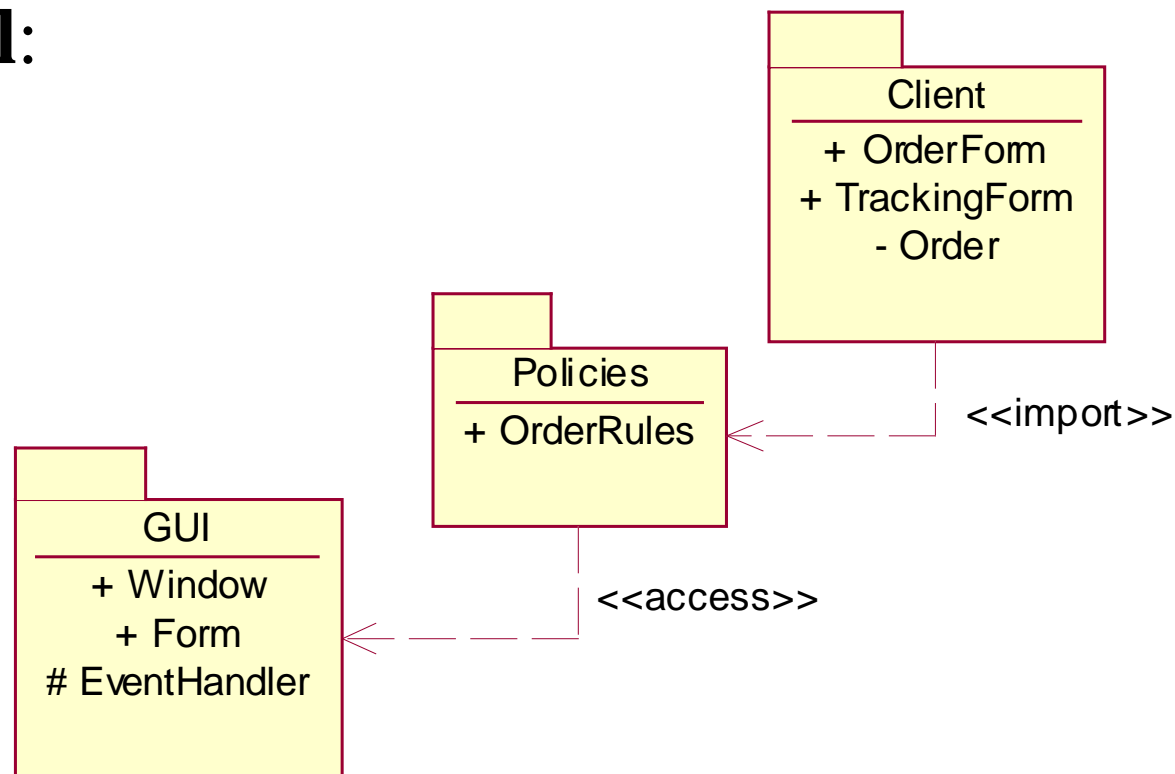 l:
Client
+ OrderForm
+ TrackingForm
- Order
<<import>>
Policies
+ OrderRules
<<access>>
GUI
+ Window
+ Form
# EventHandler